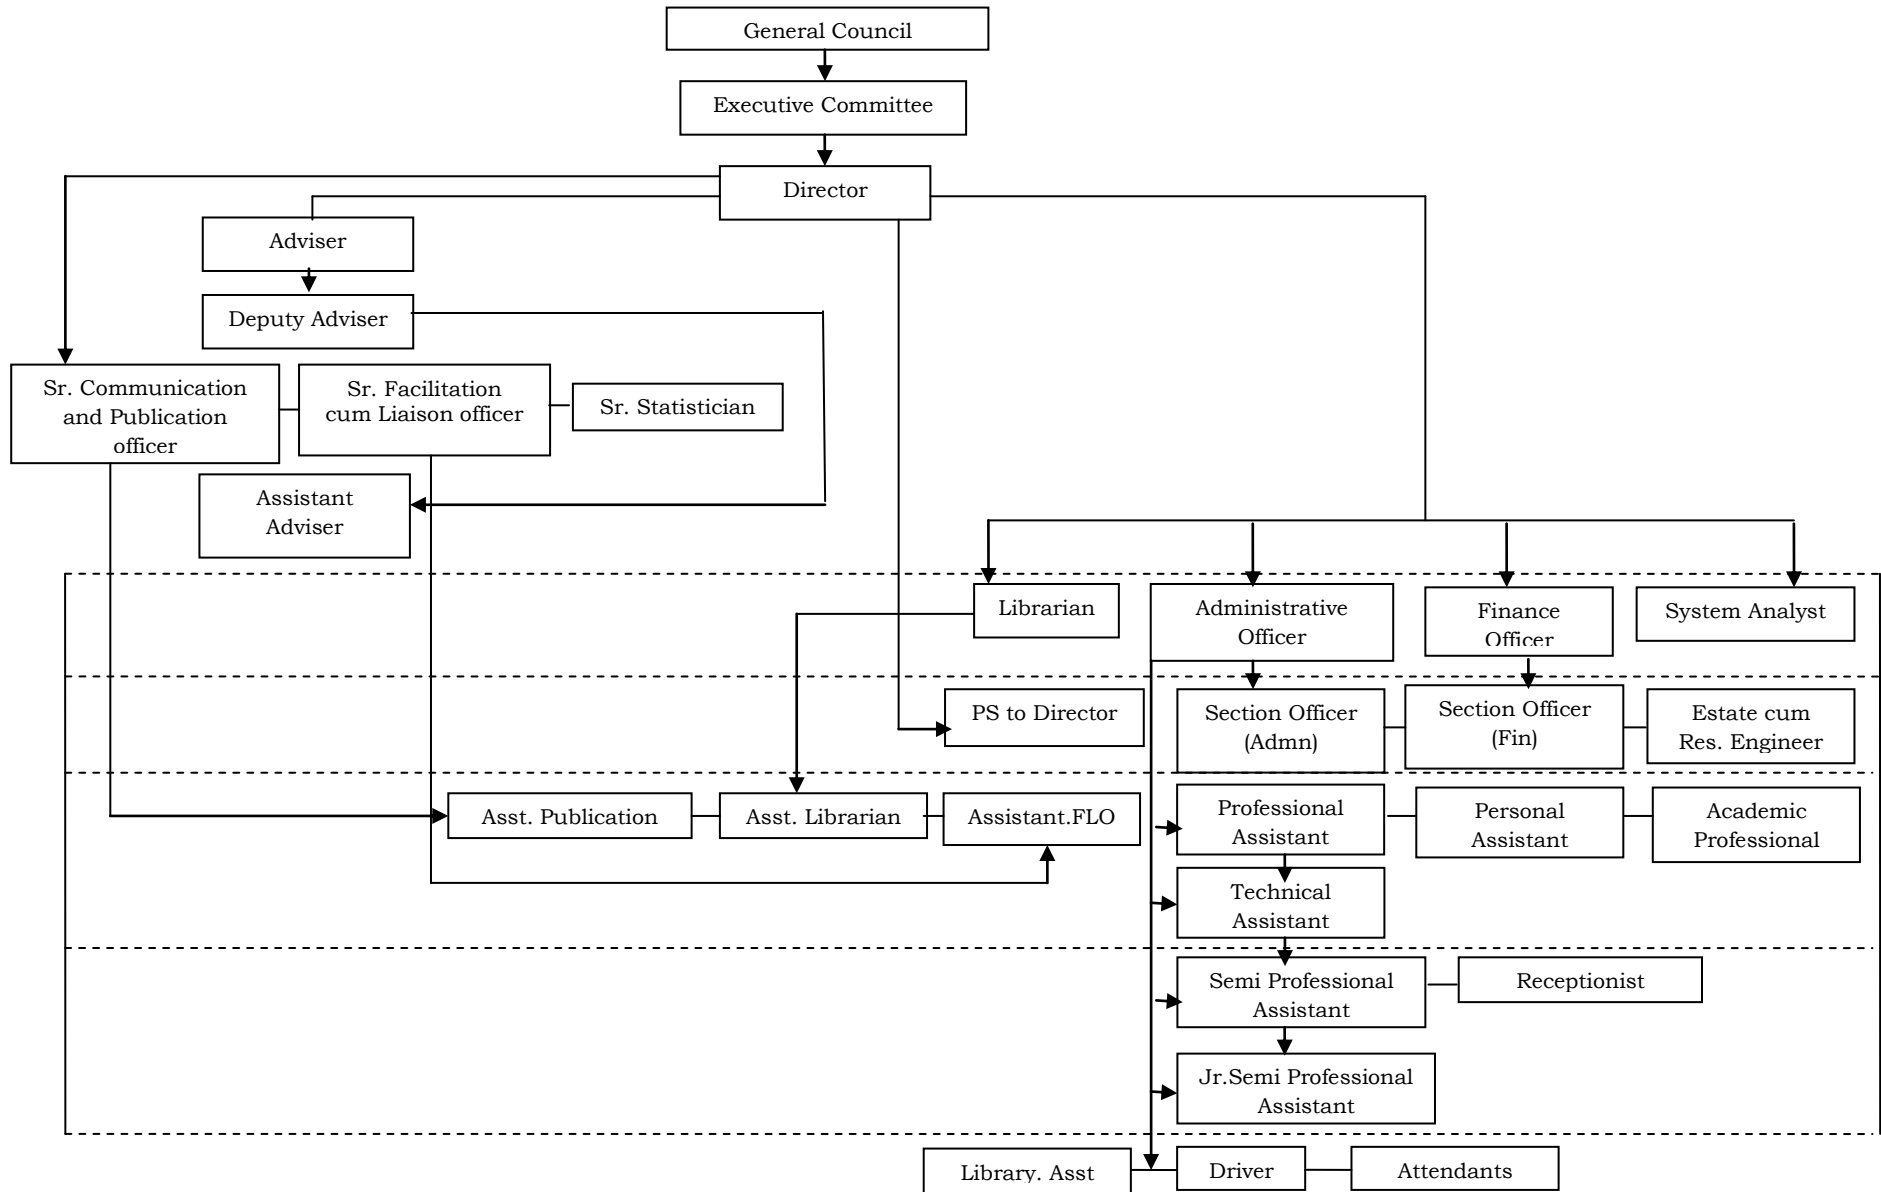 General Council
Executive Committee
Director
Adviser
Deputy Adviser
Sr. Communication
and Publication
officer
Sr. Facilitation
cum Liaison officer
Sr. Statistician
Assistant
Adviser
Librarian
Administrative
Officer
Finance
Officer
System Analyst
PS to Director
Section Officer
(Admn)
Section Officer
(Fin)
Estate cum
Res. Engineer
Asst. Publication
Asst. Librarian
Assistant.FLO
Professional
Assistant
Personal
Assistant
Academic
Professional
Technical
Assistant
Semi Professional
Assistant
Receptionist
Jr.Semi Professional
Assistant
Library. Asst
Driver
Attendants